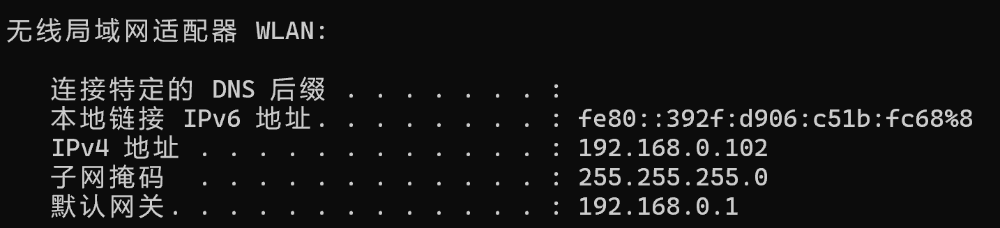 无线局域网适配器 WLAN:
连接特定的 DNS 后缀 . . . . . . . :
本地链接 IPv6 地址. . . . . . . . : fe80::392f:d906:c51b:fc68%8
IPv4 地址 . . . . . . . . . . . . : 192.168.0.102
子网掩码  . . . . . . . . . . . . : 255.255.255.0
默认网关. . . . . . . . . . . . . : 192.168.0.1